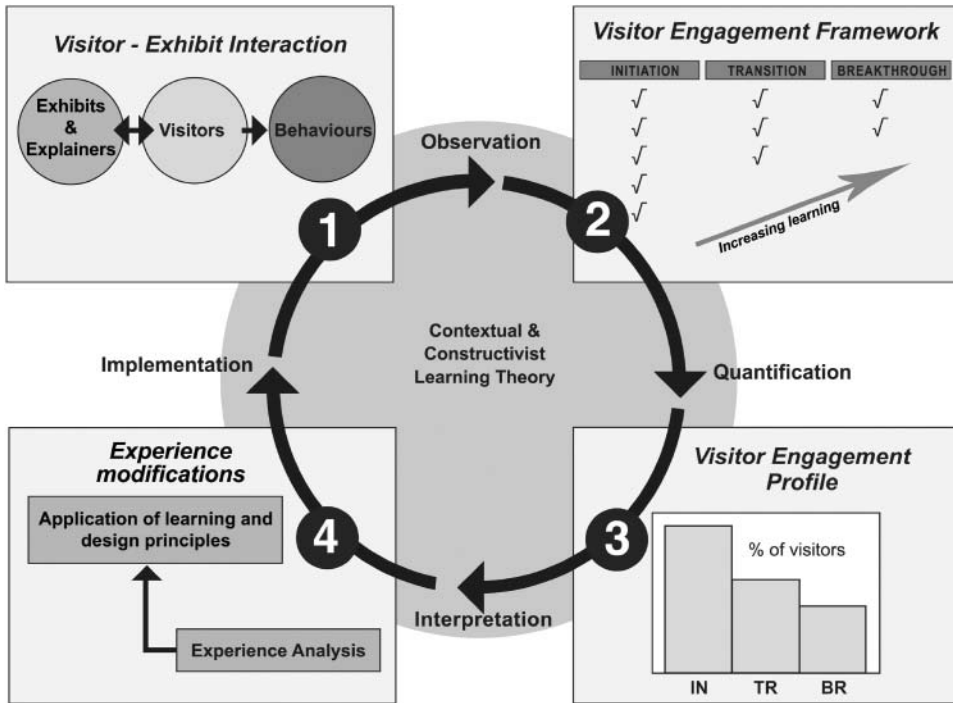 Visitor - Exhibit Interaction
Exhibits
&
Explainers
Visitors
Behaviours
1
Observation
Visitor Engagement Framework
INITIATION
TRANSITION
BREAKTHROUGH
√ √ √
√ √ √
√ √
√
√
Increasing learning
2
Contextual &
Constructivist
Learning Theory
Quantification
Visitor Engagement
Profile
% of visitors
IN TR BR
3
Interpretation
Experience
modifications
Application of learning and
design principles
Experience Analysis
4
Implementation